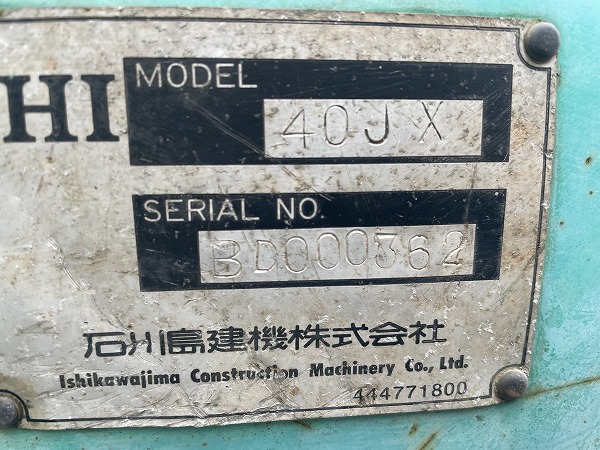 HI
MODEL
40JX
SERIAL NO.
BD000362
石川島建機株式会社
Ishikawajima Construction Machinery Co., Ltd.
444771800